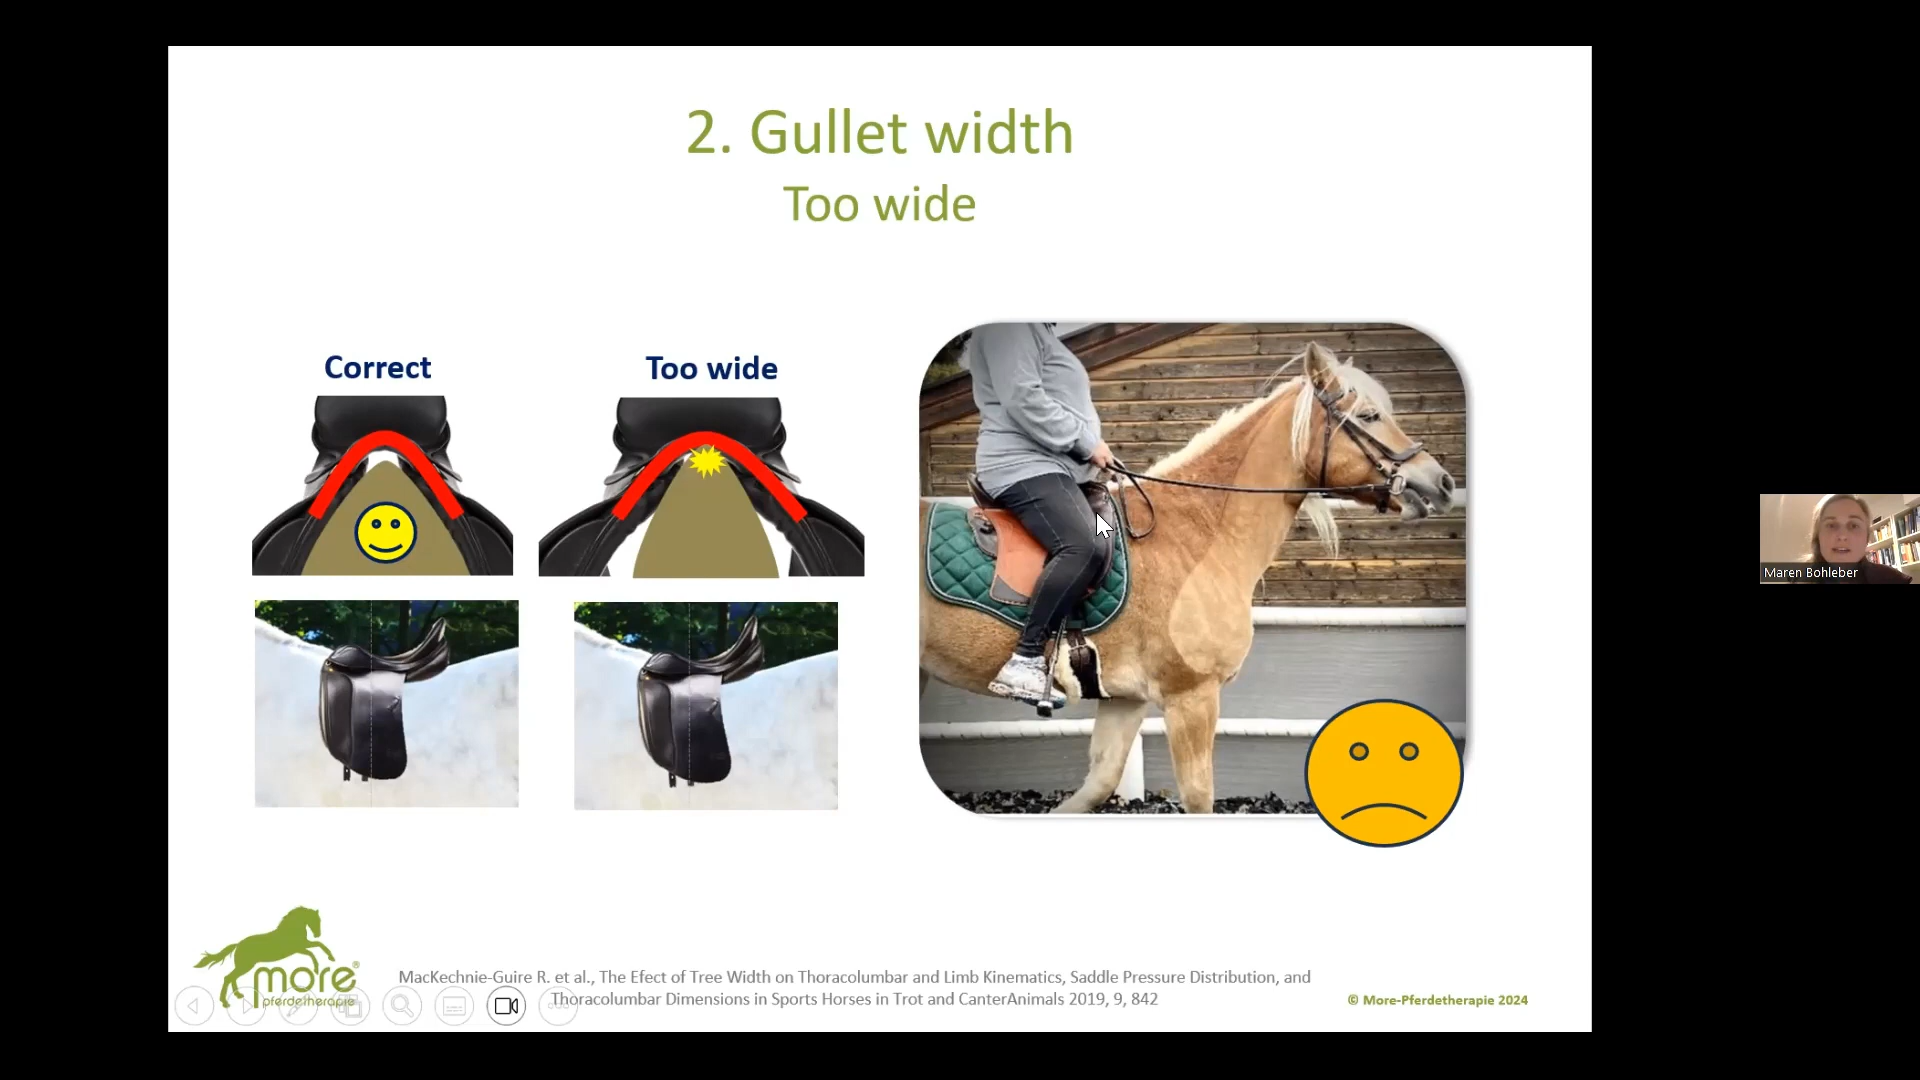 2. Gullet width
Too wide
Correct
Too wide
Maren Bohleber
more®
pferdetherapie
MacKechnie-Guire R. et al., The Efect of Tree Width on Thoracolumbar and Limb Kinematics, Saddle Pressure Distribution, and
Thoracolumbar Dimensions in Sports Horses in Trot and CanterAnimals 2019, 9, 842
© More-Pferdetherapie 2024